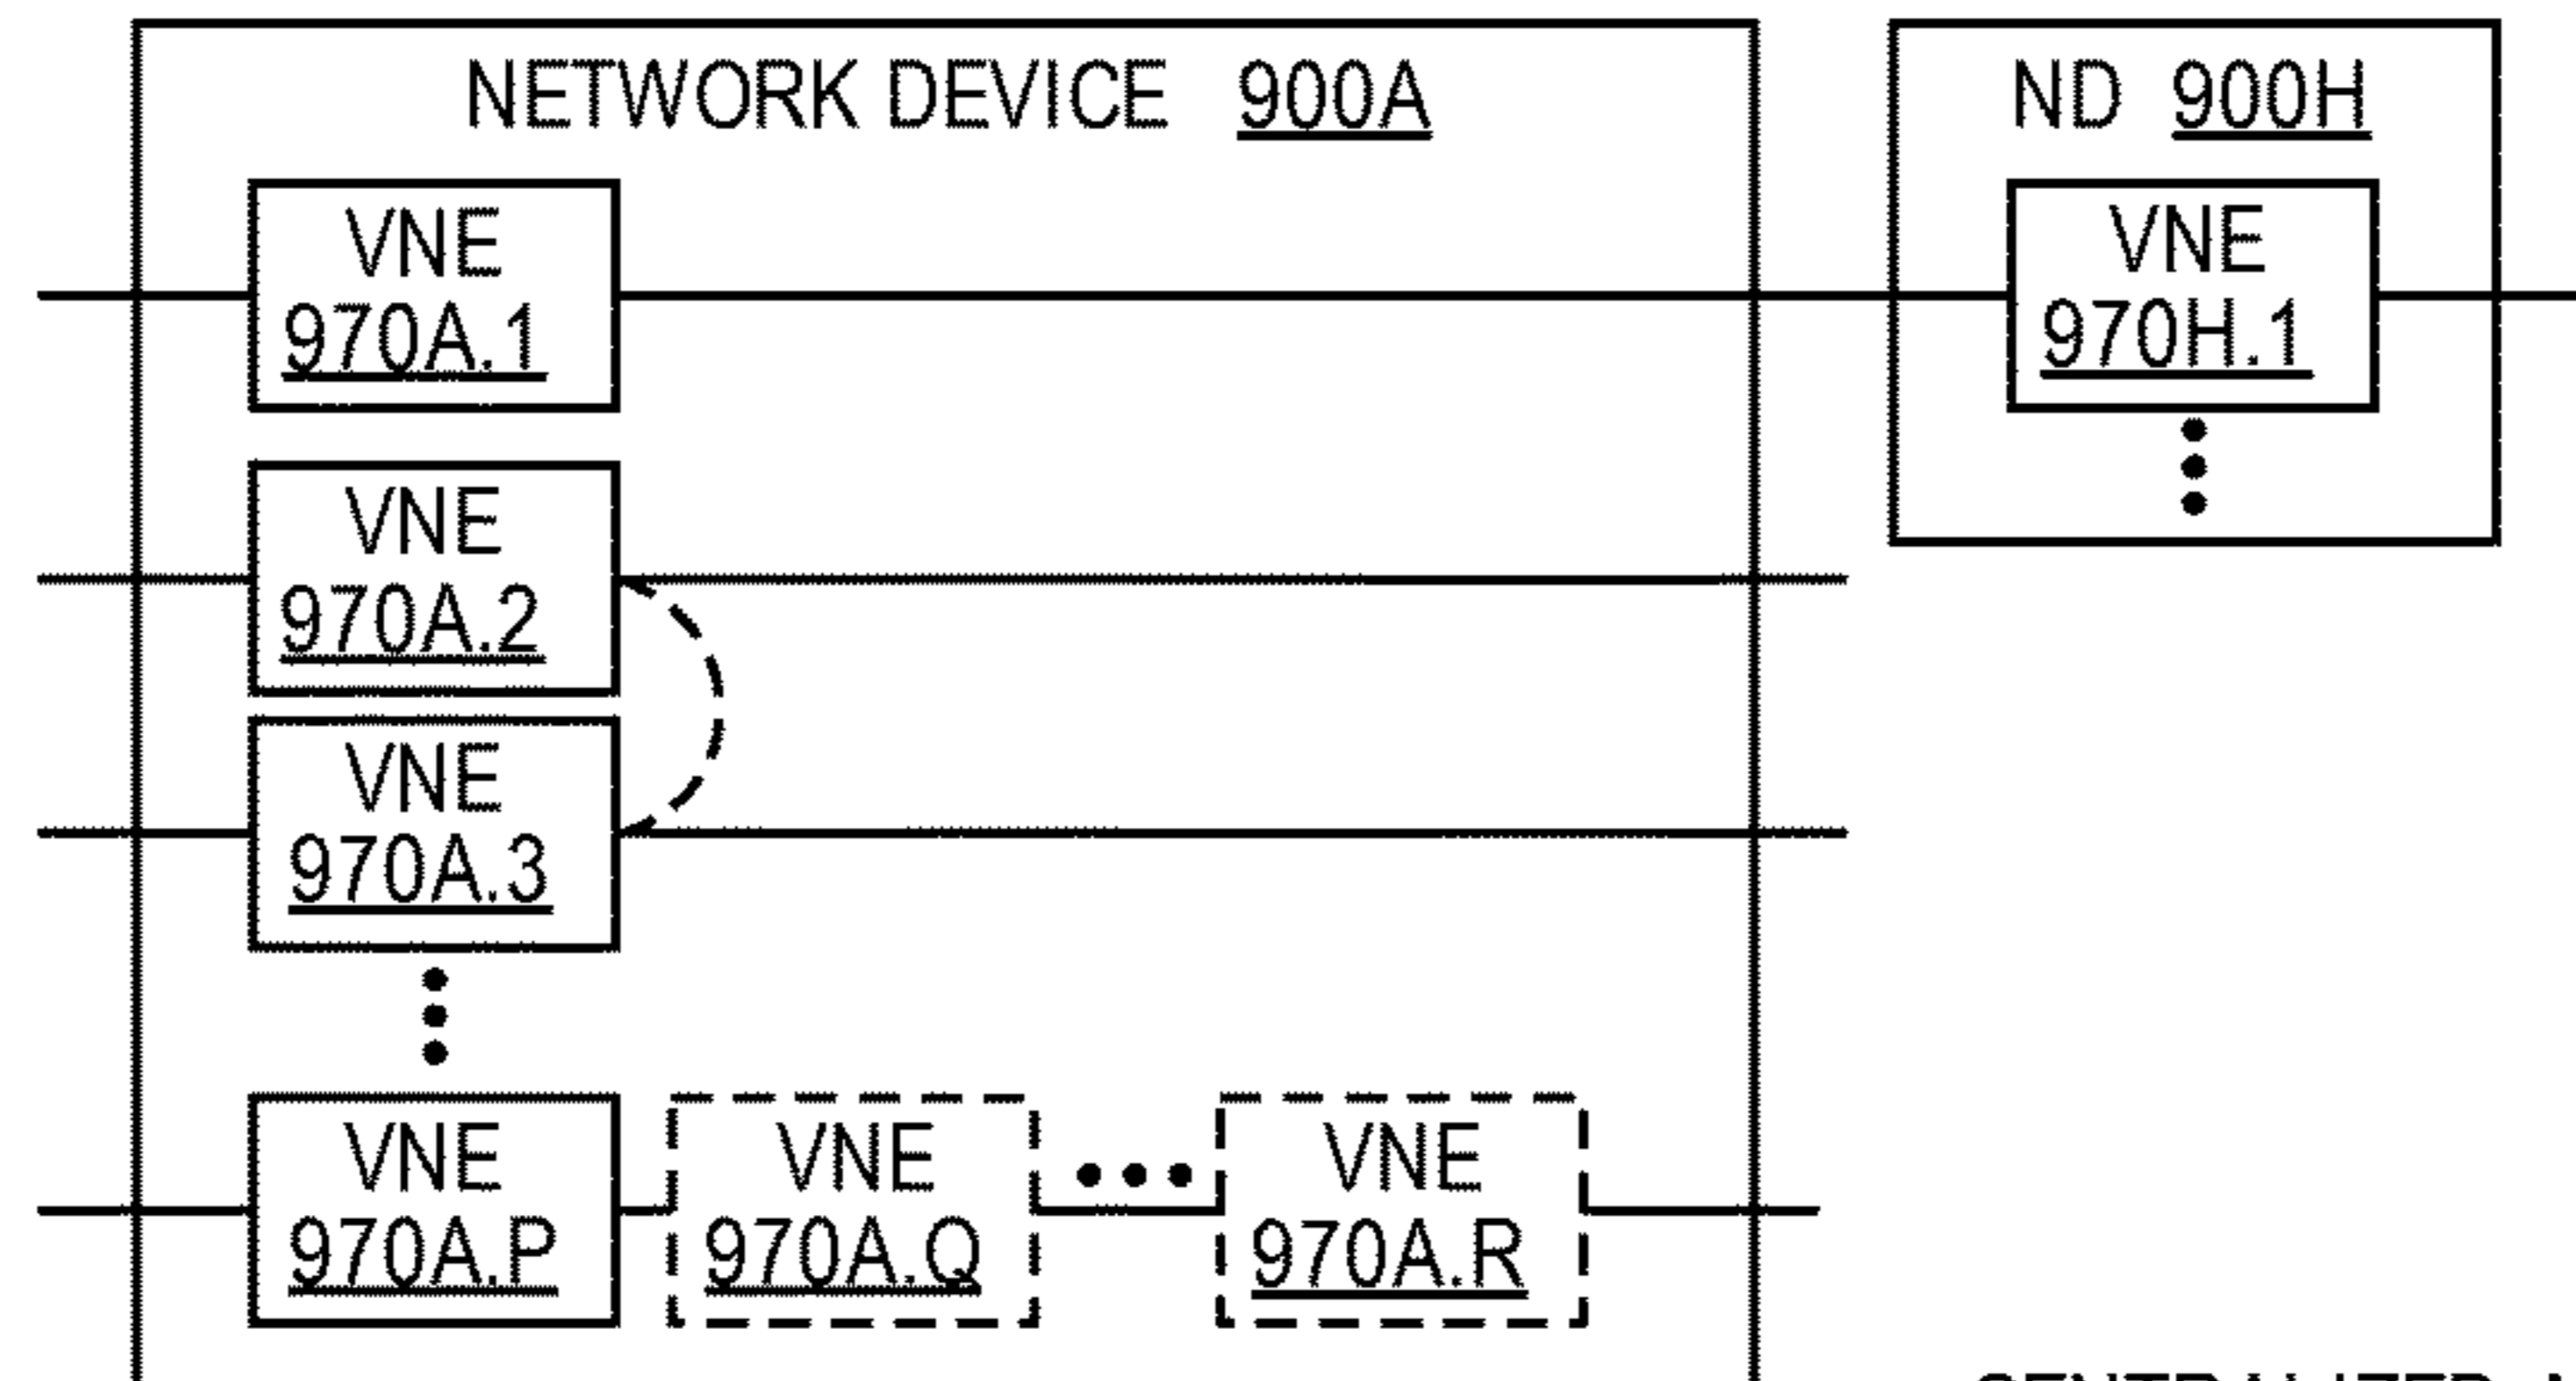 NETWORK DEVICE 900A
ND 900H
VNE
970A.1
VNE
970H.1
VNE
970A.2
VNE
970A.3
VNE
970A.P
VNE
970A.Q
VNE
970A.R